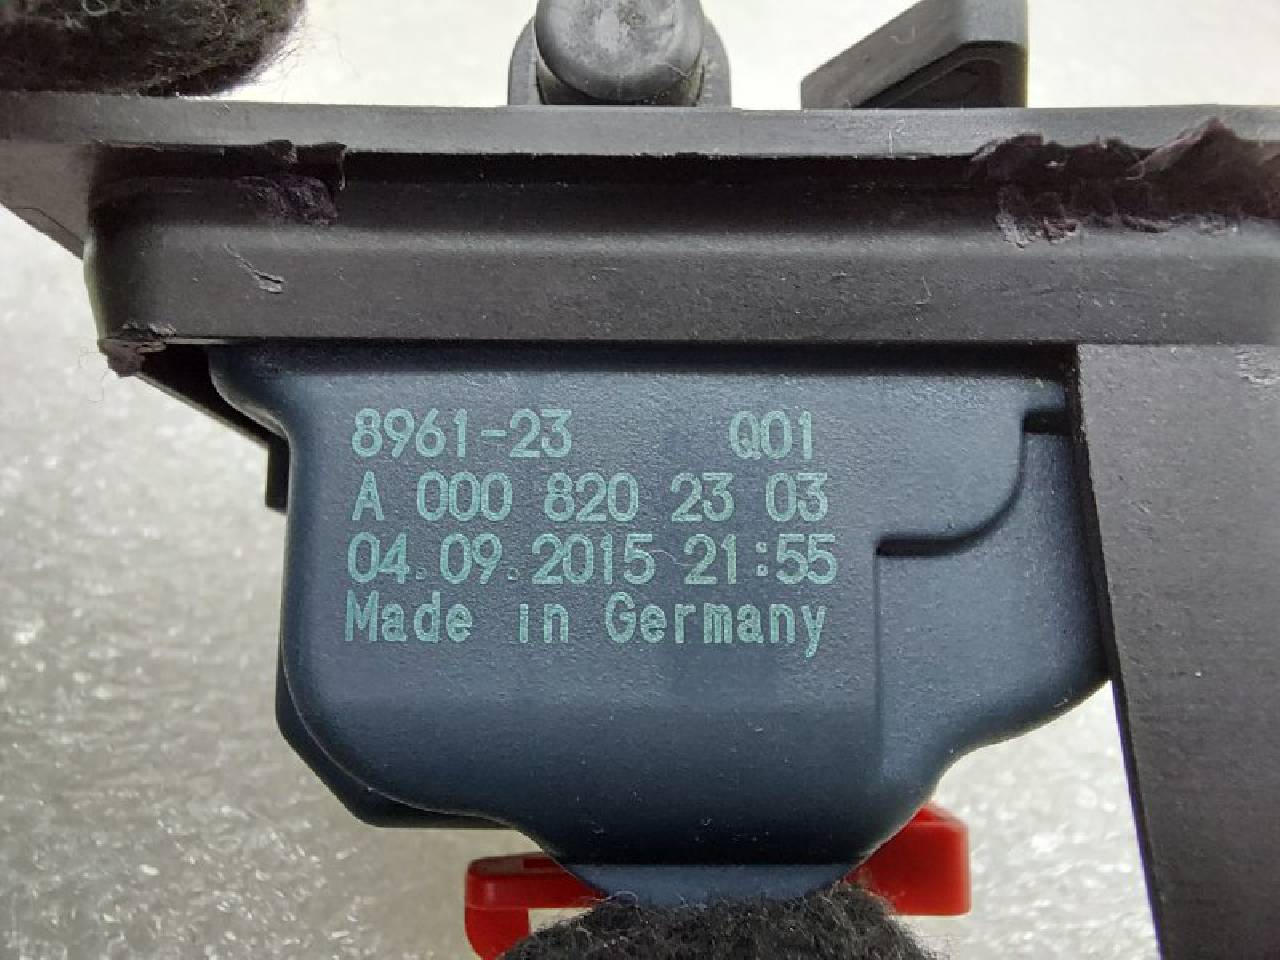 8961-23 Q01
A 000 820 23 03
04.09.2015 21:55
Made in Germany